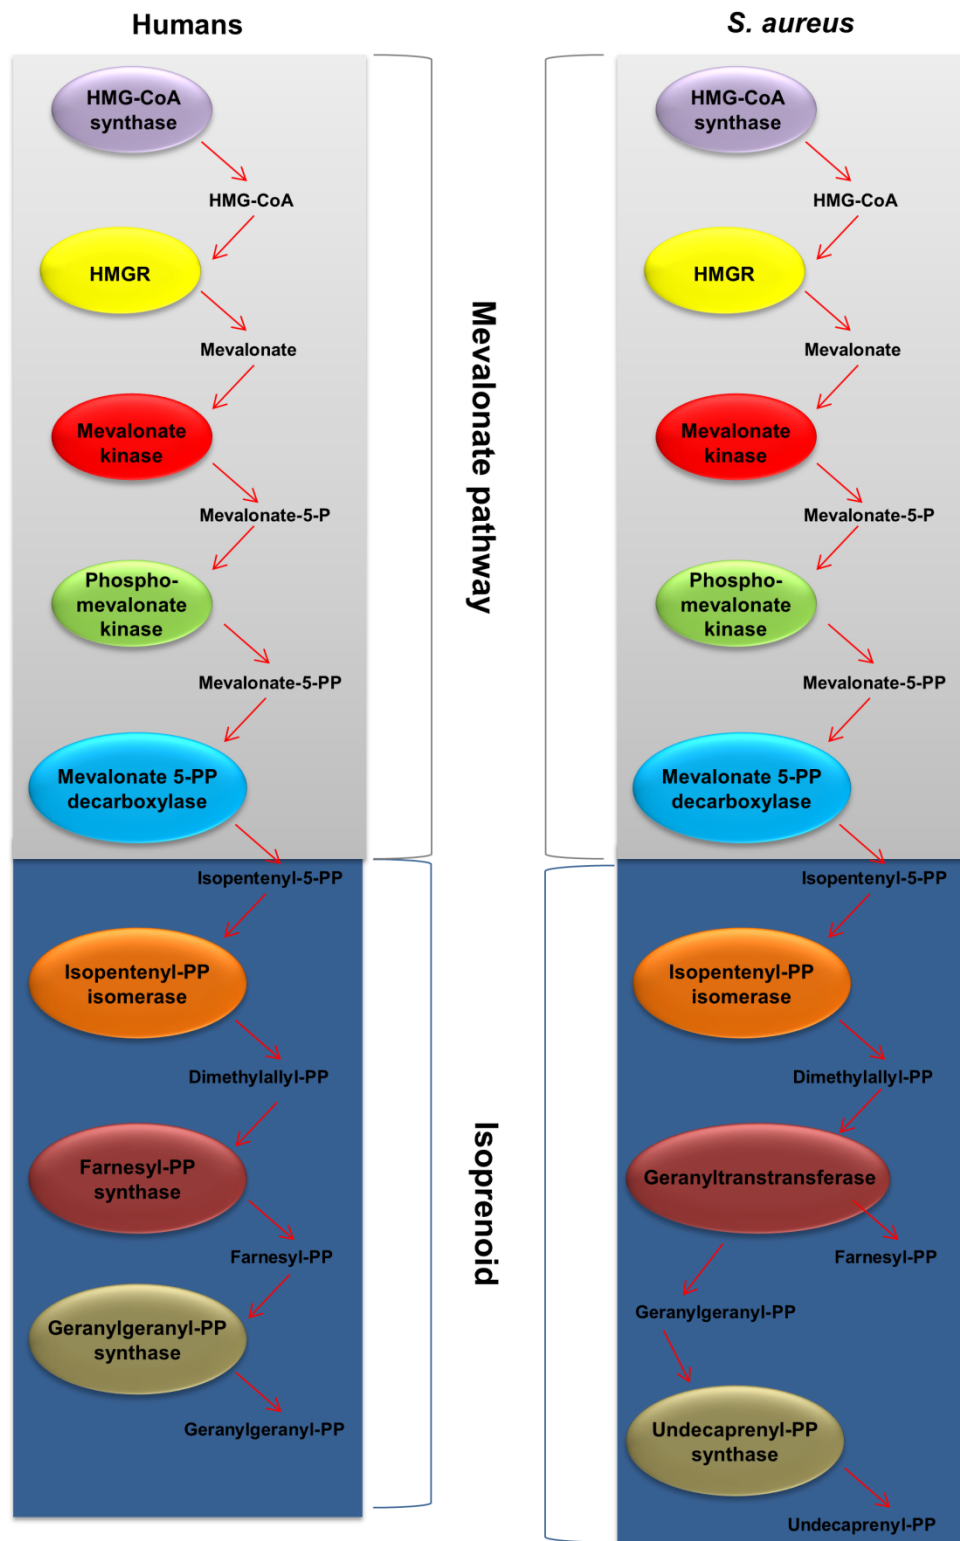 Humans
HMG-CoA
synthase
HMG-CoA
HMGR
Mevalonate
Mevalonate
kinase
Mevalonate-5-P
Phospho-
mevalonate
kinase
Mevalonate-5-PP
Mevalonate 5-PP
decarboxylase
Isopentenyl-5-PP
Isopentenyl-PP
isomerase
Dimethylallyl-PP
Farnesyl-PP
synthase
Farnesyl-PP
Geranylgeranyl-PP
synthase
Geranylgeranyl-PP
Mevalonate pathway
Isoprenoid
S. aureus
HMG-CoA
synthase
HMG-CoA
HMGR
Mevalonate
Mevalonate
kinase
Mevalonate-5-P
Phospho-
mevalonate
kinase
Mevalonate-5-PP
Mevalonate 5-PP
decarboxylase
Isopentenyl-5-PP
Isopentenyl-PP
isomerase
Dimethylallyl-PP
Geranyltranstransferase
Farnesyl-PP
Geranylgeranyl-PP
Undecaprenyl-PP
synthase
Undecaprenyl-PP